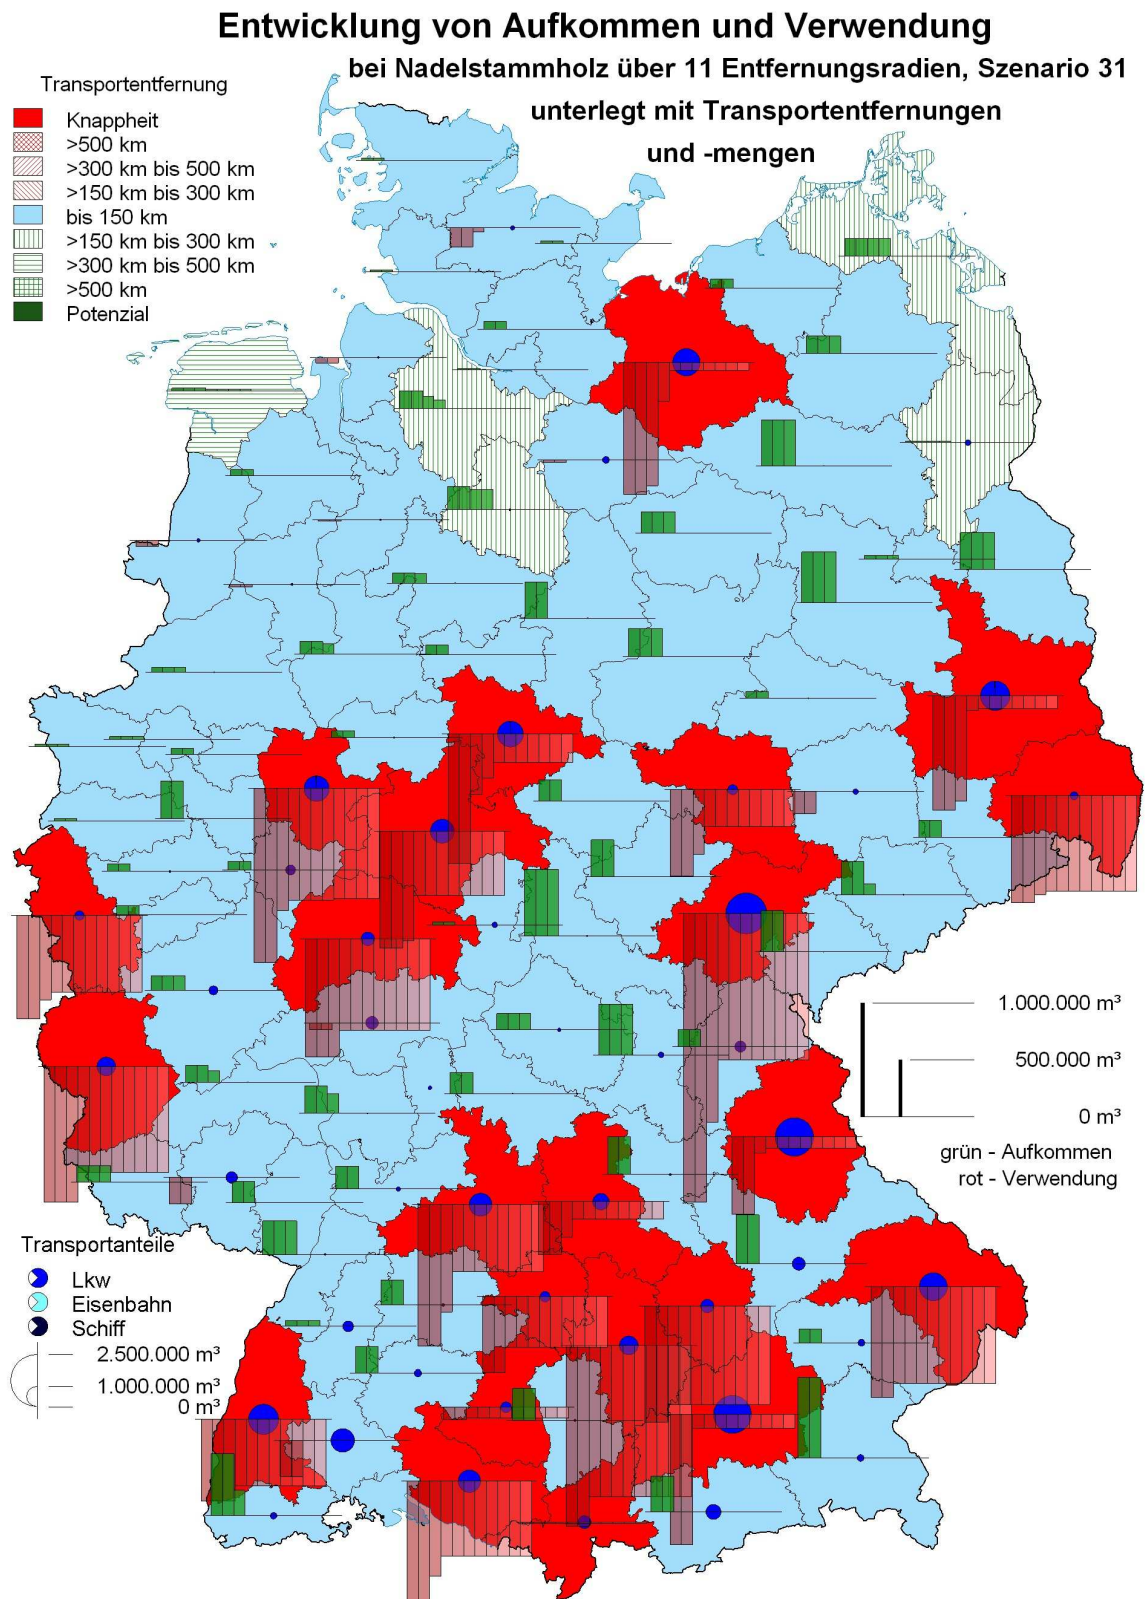 Entwicklung von Aufkommen und Verwendung
bei Nadelstammholz über 11 Entfernungsradien, Szenario 31
unterlegt mit Transportentfernungen
und -mengen
Transportentfernung
Knappheit
>500 km
>300 km bis 500 km
>150 km bis 300 km
bis 150 km
>150 km bis 300 km
>300 km bis 500 km
>500 km
Potenzial
1.000.000 m³
500.000 m³
0 m³
grün - Aufkommen
rot - Verwendung
Transportanteile
Lkw
Eisenbahn
Schiff
2.500.000 m³
1.000.000 m³
0 m³